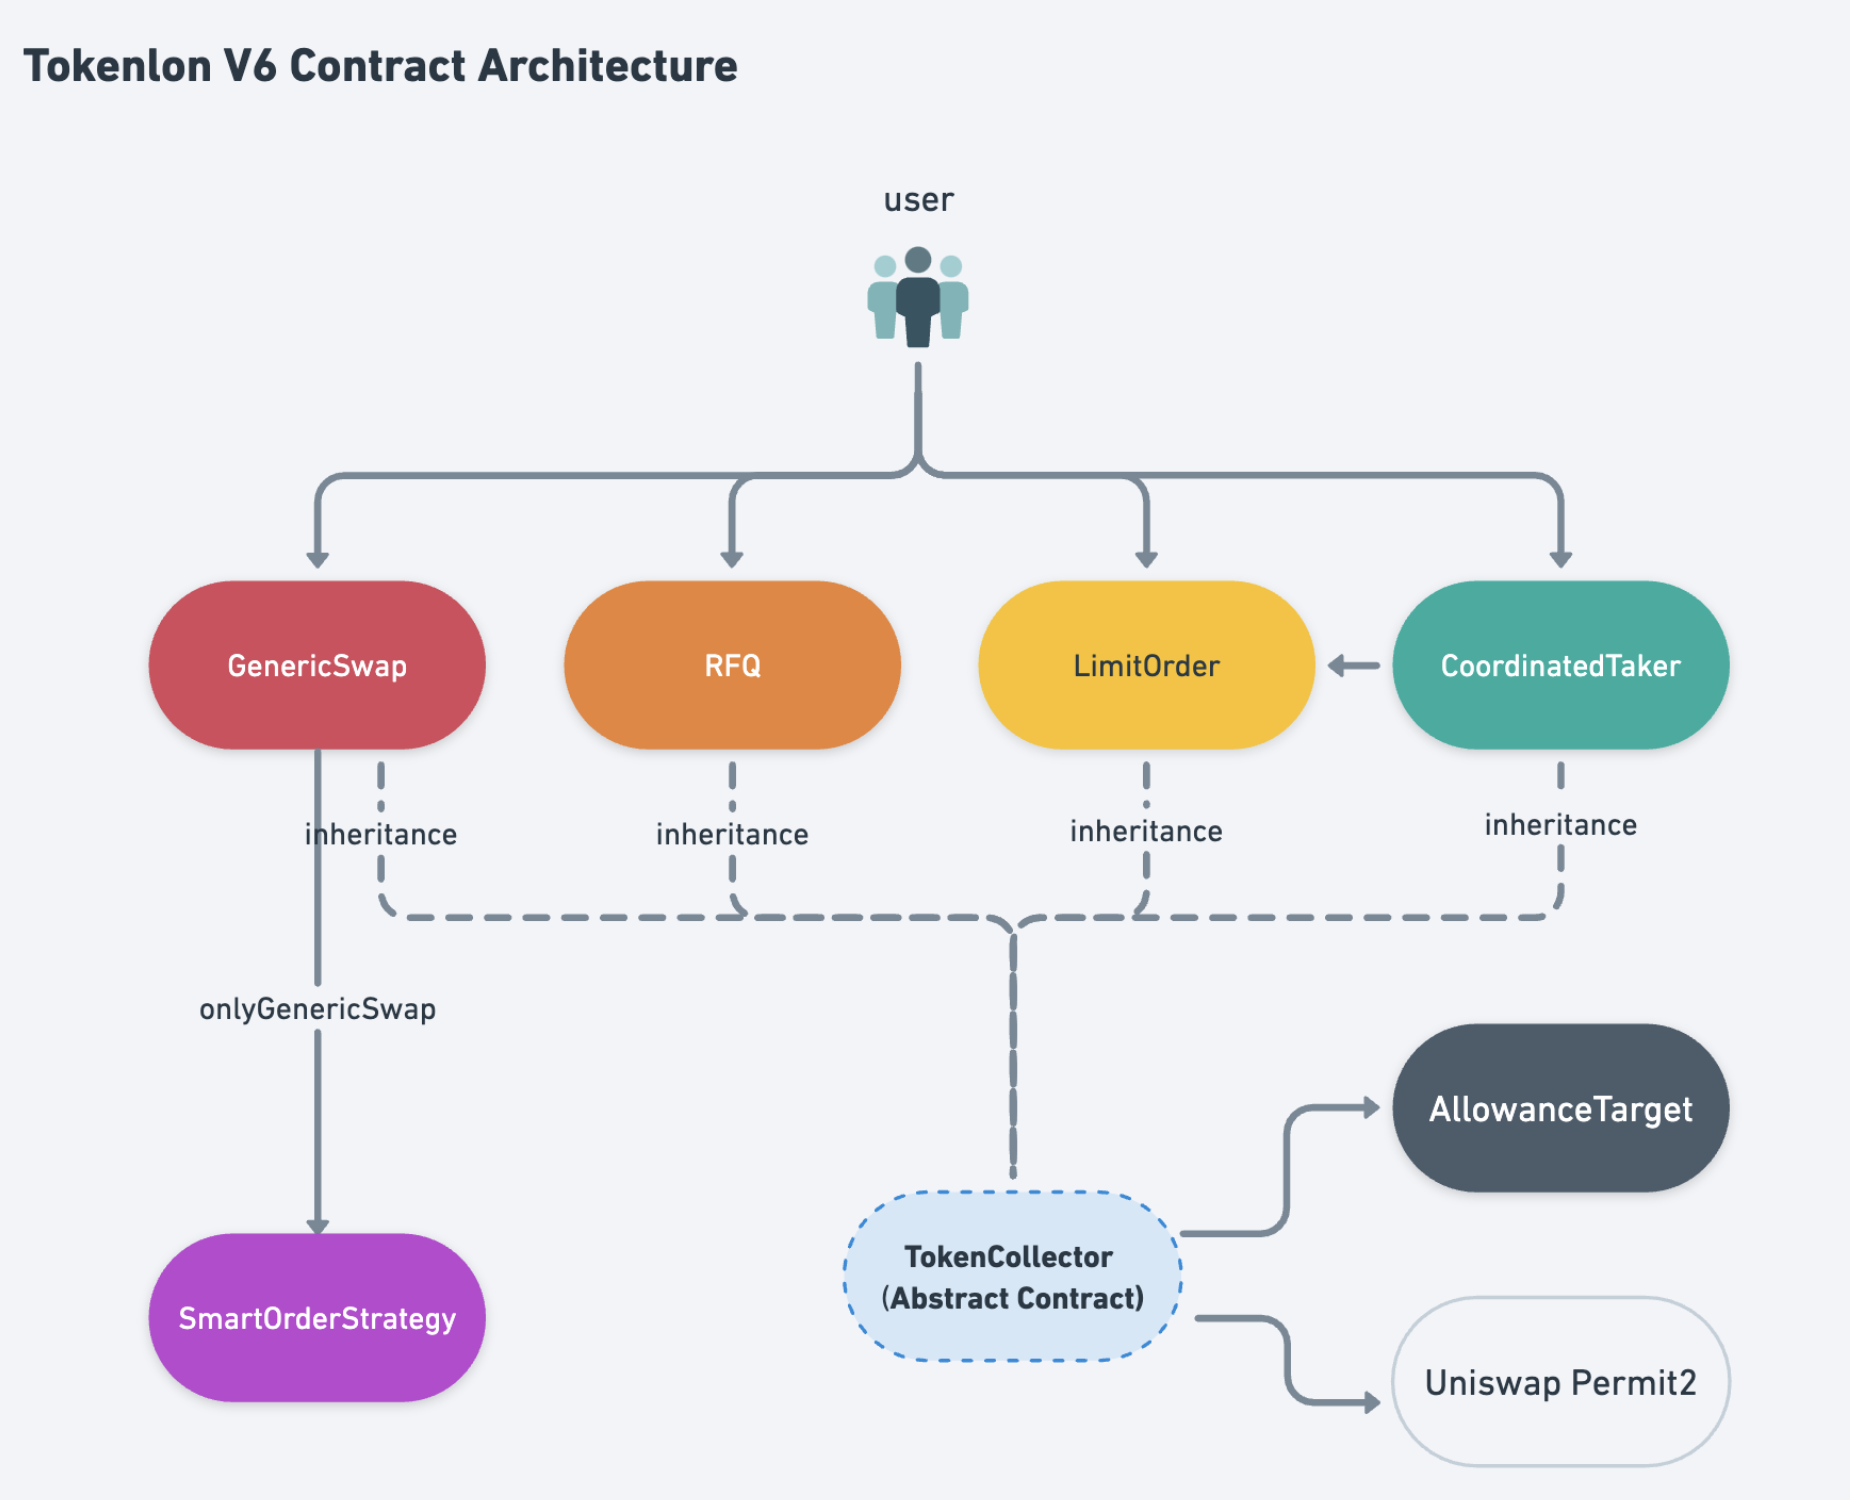 Tokenlon V6 Contract Architecture
user
GenericSwap
RFQ
LimitOrder
CoordinatedTaker
inheritance
inheritance
inheritance
inheritance
onlyGenericSwap
AllowanceTarget
SmartOrderStrategy
TokenCollector
(Abstract Contract)
Uniswap Permit2